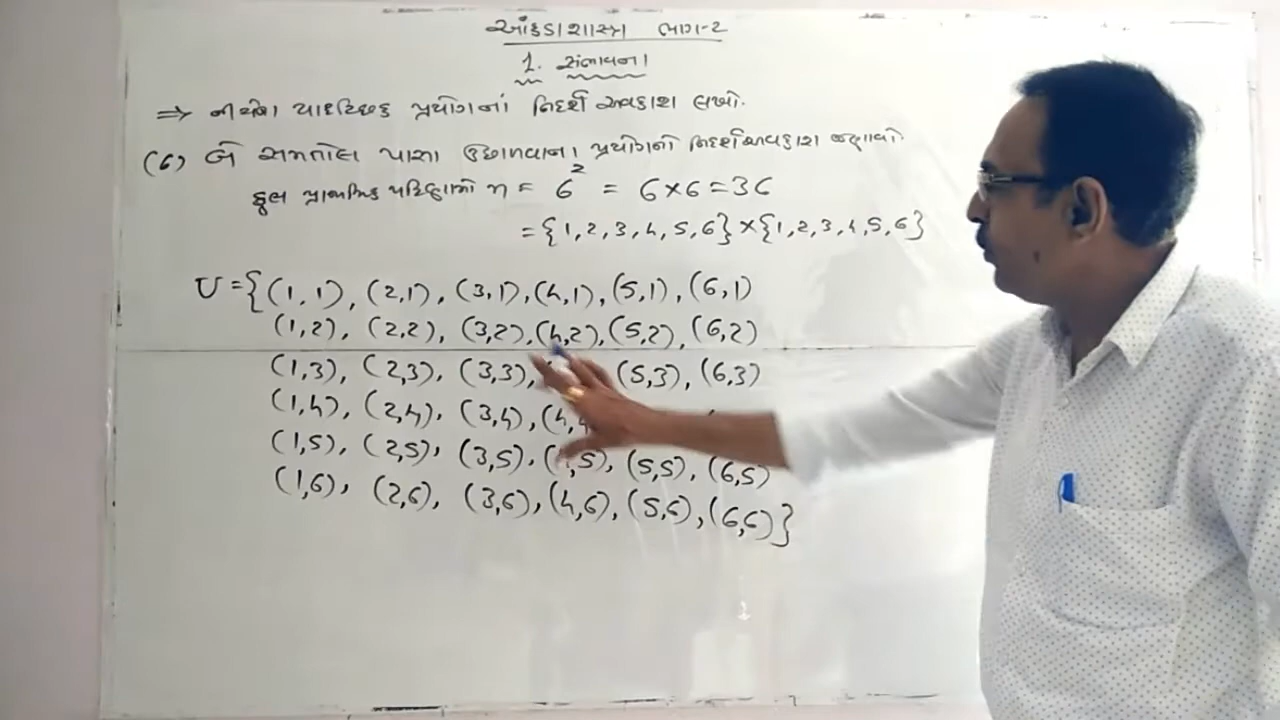 આંકડાશાસ્ત્ર ભાગ-2
1. સંભાવના
⇒ નીચેના યાદચ્છિક પ્રયોગનાં નિદર્શ અવકાશ લખો.
(6) બે સમતોલ પાસા ઉછાળવાના પ્રયોગનો નિદર્શઅવકાશ જણાવો
કુલ પ્રાથમિક પરિણામો n = 6² = 6×6=36
={1,2,3,4,5,6}×{1,2,3,4,5,6}
U={(1,1), (2,1), (3,1),(4,1),(5,1),(6,1)
(1,2), (2,2), (3,2),(4,2),(5,2),(6,2)
(1,3), (2,3), (3,3), (5,3), (6,3)
(1,4), (2,4), (3,4),(4,4
(1,5), (2,5), (3,5),( ,5), (5,5), (6,5)
(1,6), (2,6), (3,6),(4,6),(5,6),(6,6)}